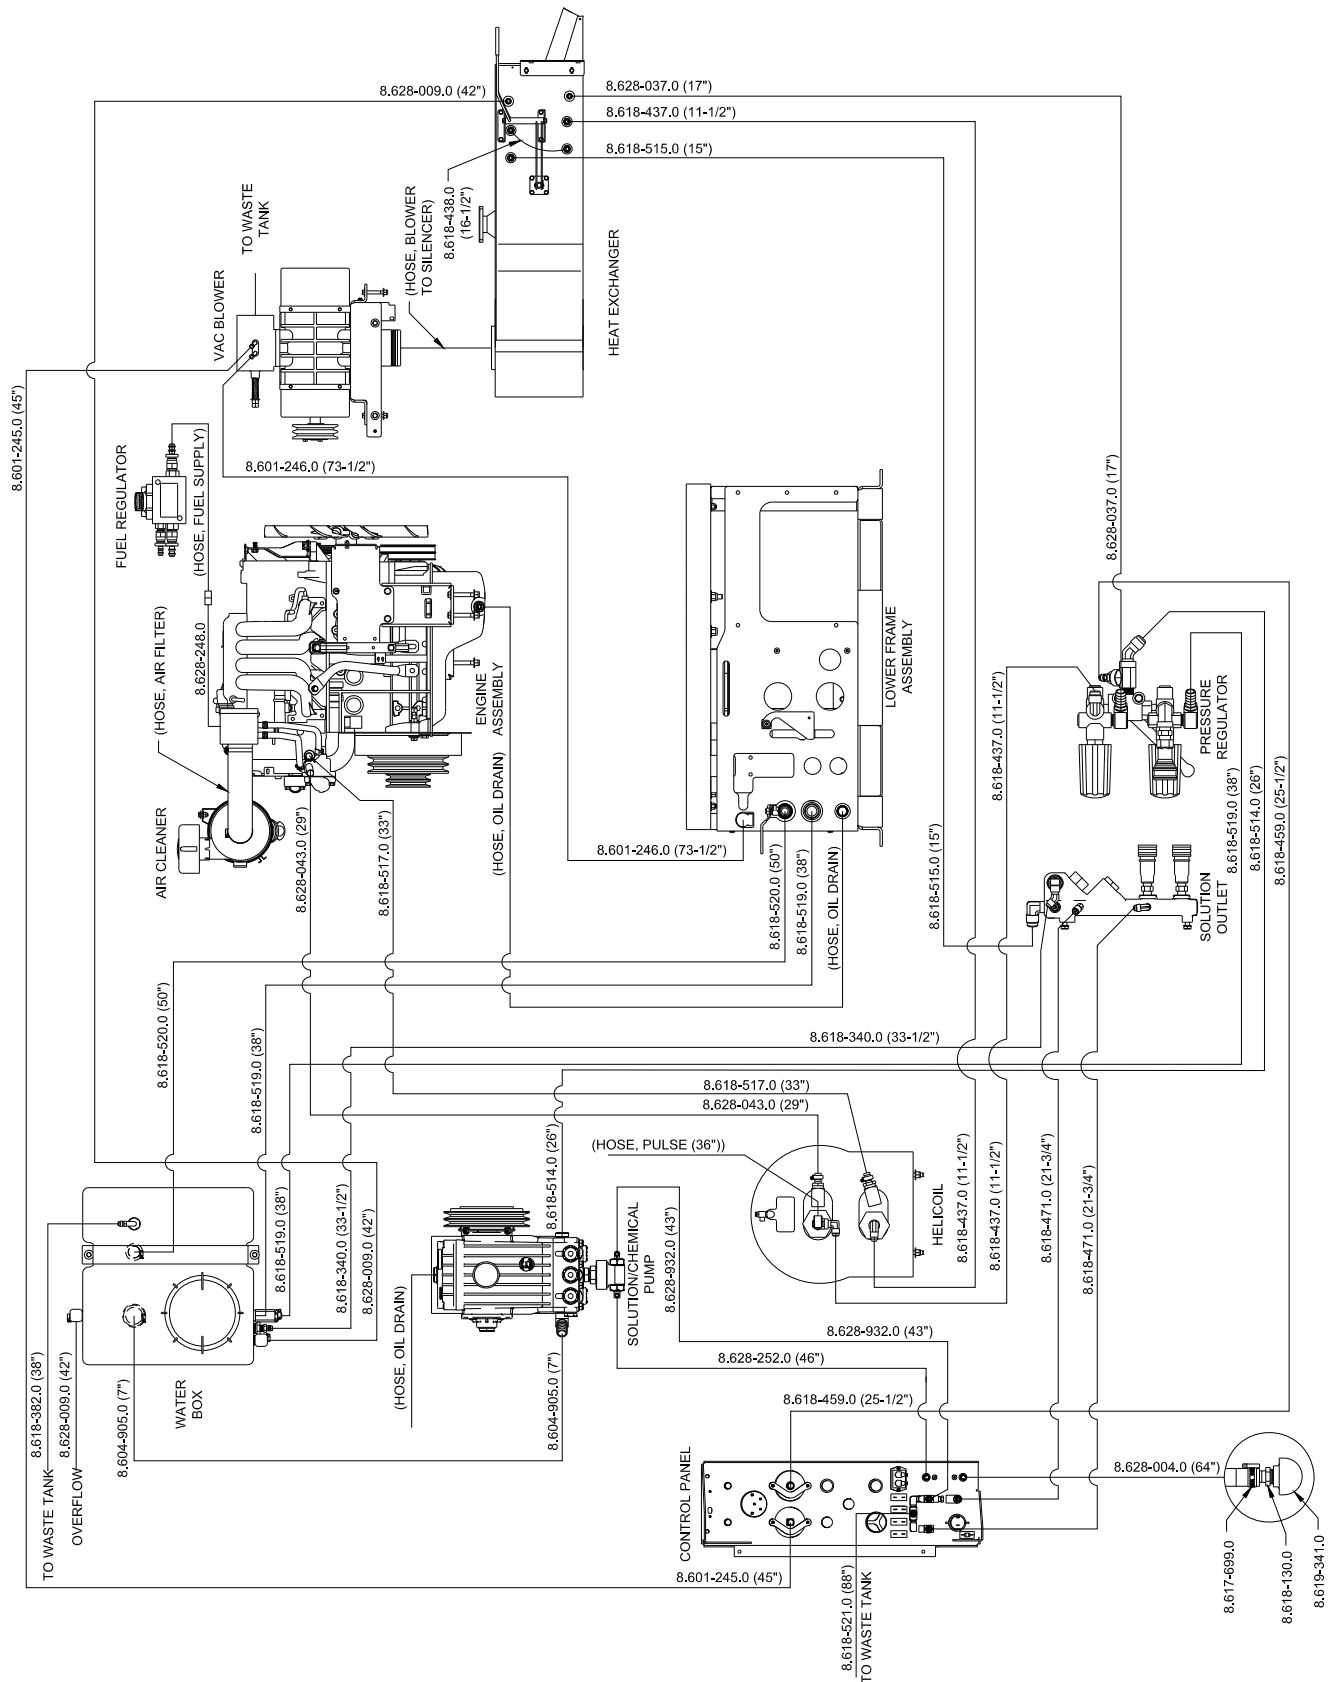 8.628-009.0 (42")
8.628-037.0 (17")
8.618-437.0 (11-1/2")
8.618-515.0 (15")
8.618-438.0
(16-1/2")
TO WASTE
TANK
VAC BLOWER
(HOSE, BLOWER
TO SILENCER)
HEAT EXCHANGER
8.601-245.0 (45")
FUEL REGULATOR
(HOSE, FUEL SUPPLY)
8.601-246.0 (73-1/2")
8.628-037.0 (17")
(HOSE, AIR FILTER)
8.628-248.0
ENGINE
ASSEMBLY
LOWER FRAME
ASSEMBLY
8.618-437.0 (11-1/2")
PRESSURE
REGULATOR
AIR CLEANER
8.628-043.0 (29")
8.618-517.0 (33")
(HOSE, OIL DRAIN)
8.601-246.0 (73-1/2")
8.618-520.0 (50")
8.618-519.0 (38")
(HOSE, OIL DRAIN)
8.618-515.0 (15")
SOLUTION
OUTLET
8.618-519.0 (38")
8.618-514.0 (26")
8.618-459.0 (25-1/2")
8.618-520.0 (50")
8.618-519.0 (38")
8.618-340.0 (33-1/2")
8.618-517.0 (33")
8.628-043.0 (29")
(HOSE, PULSE (36"))
8.618-514.0 (26")
HELICOIL
8.618-437.0 (11-1/2")
8.618-437.0 (11-1/2")
8.618-471.0 (21-3/4")
8.618-471.0 (21-3/4")
8.618-519.0 (38")
8.618-340.0 (33-1/2")
8.628-009.0 (42")
SOLUTION/CHEMICAL
PUMP
8.628-932.0 (43")
(HOSE, OIL DRAIN)
8.628-932.0 (43")
8.628-252.0 (46")
8.618-459.0 (25-1/2")
8.618-382.0 (38")
TO WASTE TANK
8.628-009.0 (42")
OVERFLOW
8.604-905.0 (7")
WATER
BOX
8.604-905.0 (7")
CONTROL PANEL
8.628-004.0 (64")
8.601-245.0 (45")
8.618-521.0 (88")
TO WASTE TANK
8.617-699.0
8.618-130.0
8.619-341.0